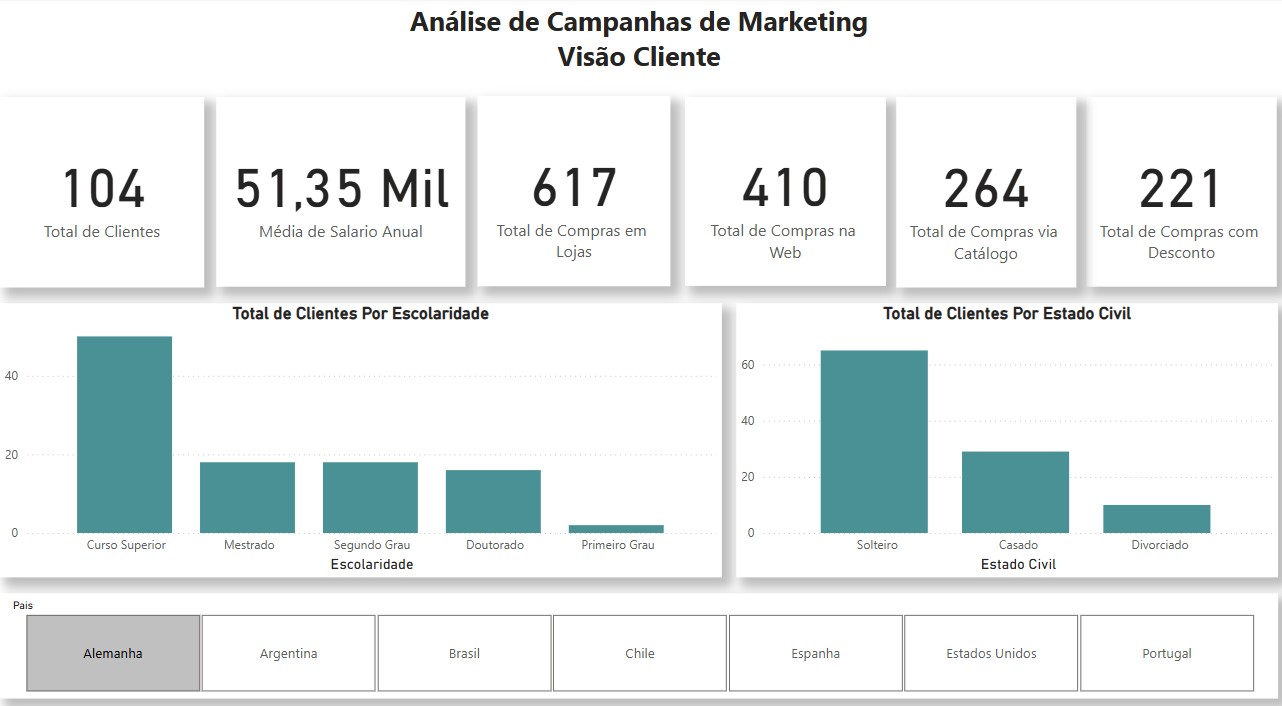 Análise de Campanhas de Marketing
Visão Cliente
104
Total de Clientes
51,35 Mil
Média de Salario Anual
617
Total de Compras em
Lojas
410
Total de Compras na
Web
264
Total de Compras via
Catálogo
221
Total de Compras com
Desconto
Total de Clientes Por Escolaridade
40
20
0
Curso Superior
Mestrado
Segundo Grau
Doutorado
Primeiro Grau
Escolaridade
Total de Clientes Por Estado Civil
60
40
20
0
Solteiro
Casado
Divorciado
Estado Civil
Pais
Alemanha
Argentina
Brasil
Chile
Espanha
Estados Unidos
Portugal